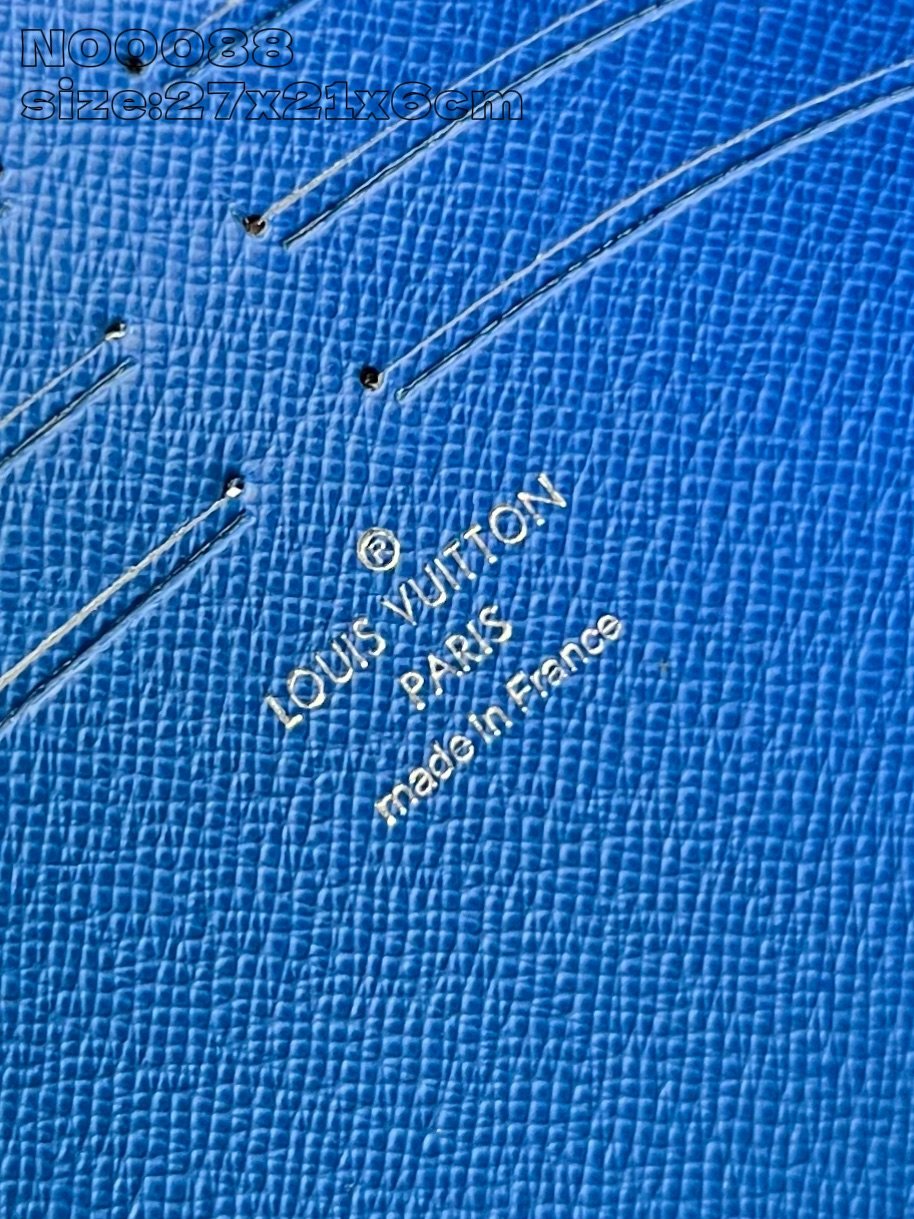 NO0088
size:27x21x6cm
®
LOUIS VUITTON
PARIS
made in France